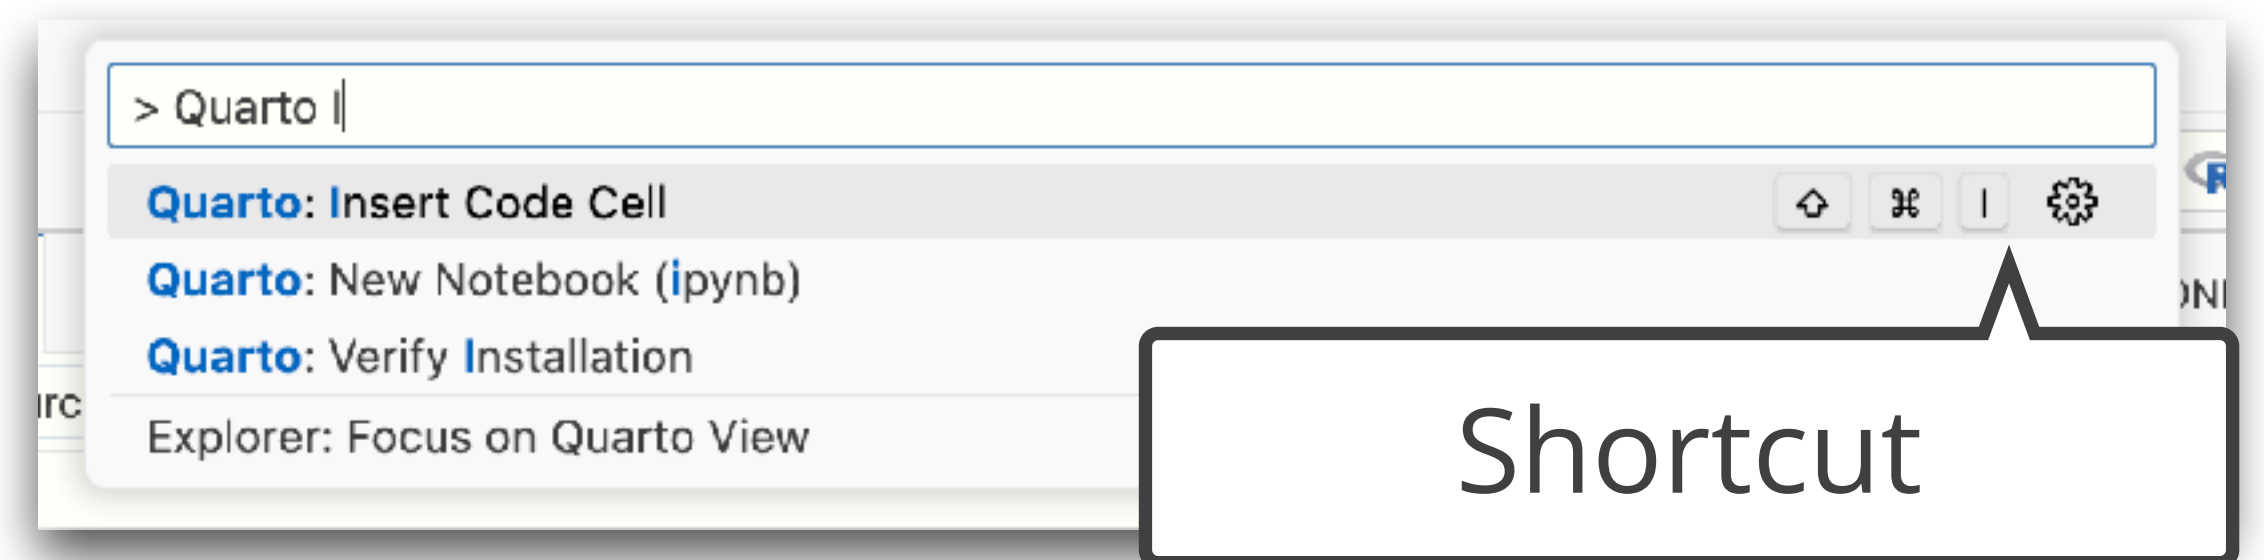 > Quarto I
Quarto: Insert Code Cell ⇧ ⌘ I
Quarto: New Notebook (ipynb)
Quarto: Verify Installation
Explorer: Focus on Quarto View
Shortcut